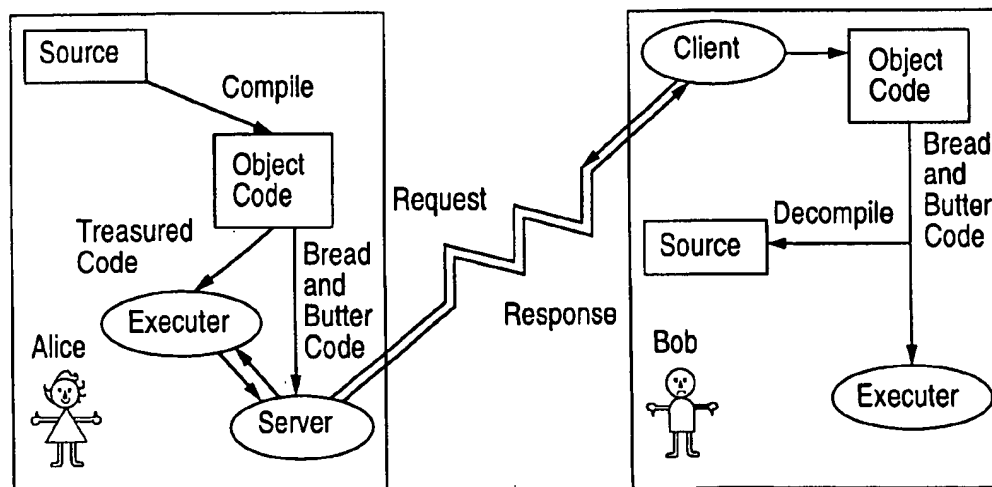 Source
Compile
Object
Code
Treasured
Code
Bread
and
Butter
Code
Executer
Alice
Server
Request
Response
Client
Object
Code
Bread
and
Butter
Code
Decompile
Source
Bob
Executer